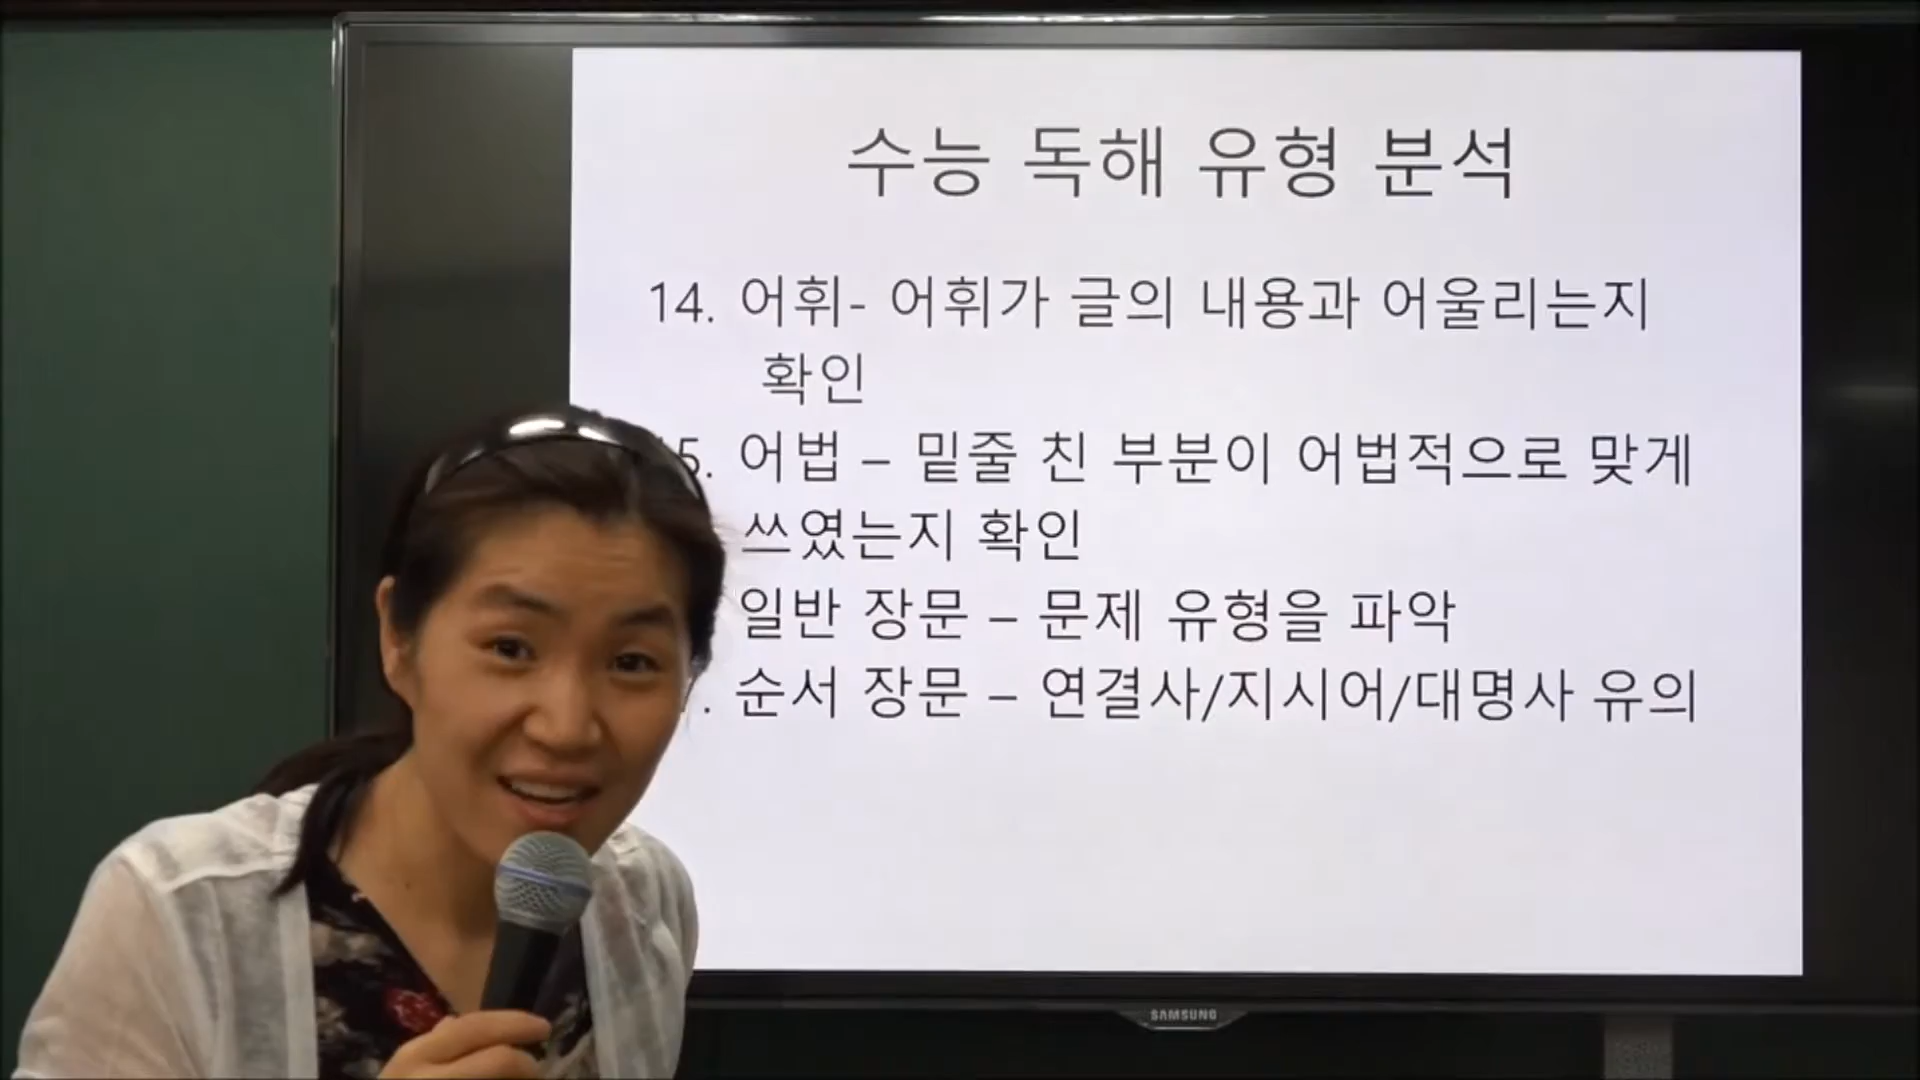 수능 독해 유형 분석
14. 어휘- 어휘가 글의 내용과 어울리는지
확인
5. 어법 – 밑줄 친 부분이 어법적으로 맞게
쓰였는지 확인
일반 장문 – 문제 유형을 파악
. 순서 장문 – 연결사/지시어/대명사 유의
SAMSUNG